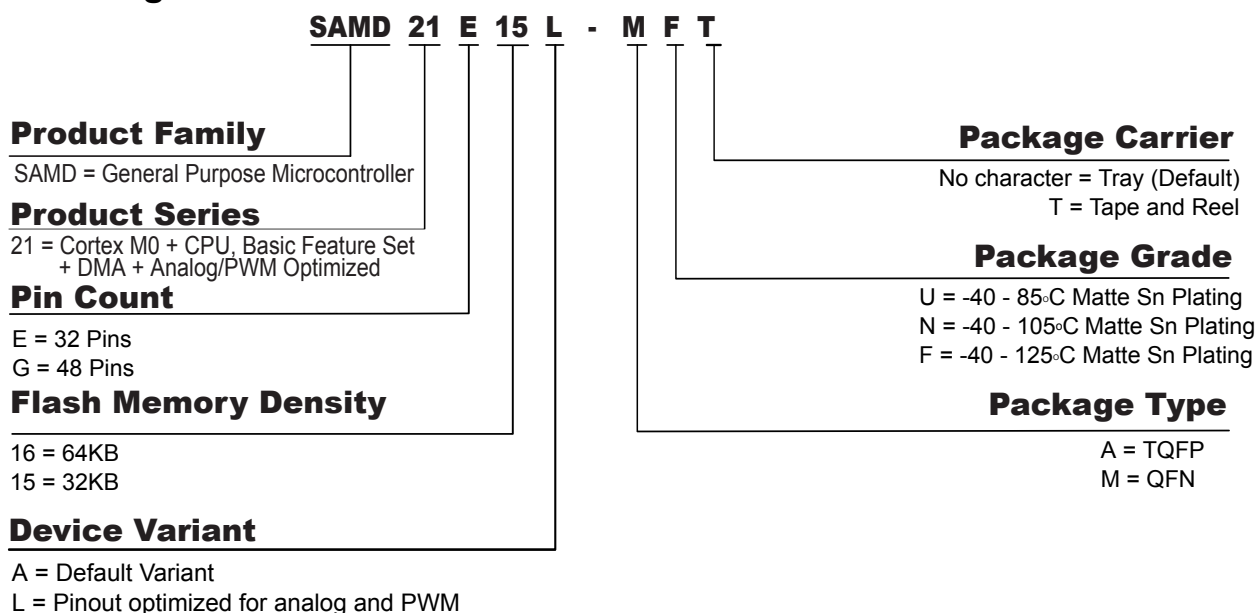 SAMD 21 E 15 L - M F T
Product Family
SAMD = General Purpose Microcontroller
Product Series
21 = Cortex M0 + CPU, Basic Feature Set
+ DMA + Analog/PWM Optimized
Pin Count
E = 32 Pins
G = 48 Pins
Flash Memory Density
16 = 64KB
15 = 32KB
Device Variant
A = Default Variant
L = Pinout optimized for analog and PWM
Package Carrier
No character = Tray (Default)
T = Tape and Reel
Package Grade
U = -40 - 85◦C Matte Sn Plating
N = -40 - 105◦C Matte Sn Plating
F = -40 - 125◦C Matte Sn Plating
Package Type
A = TQFP
M = QFN